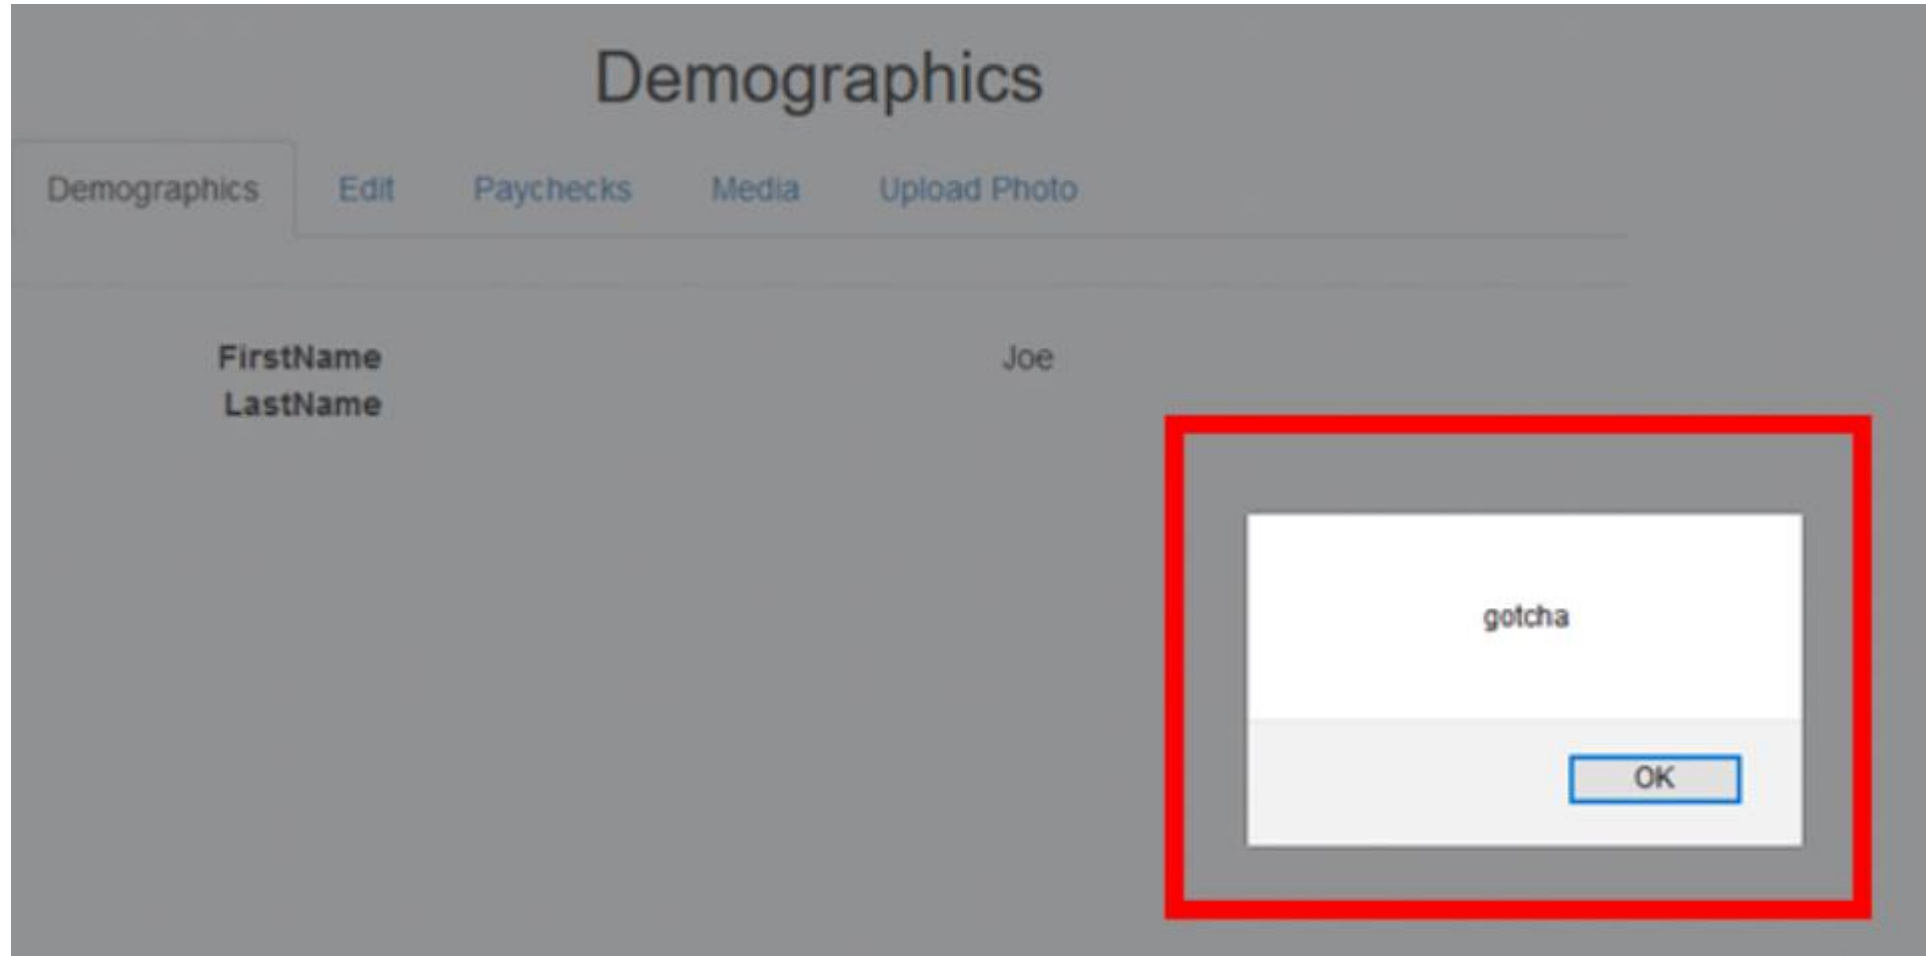 Demographics
Demographics Edit Paychecks Media Upload Photo
FirstName Joe
LastName
gotcha
OK